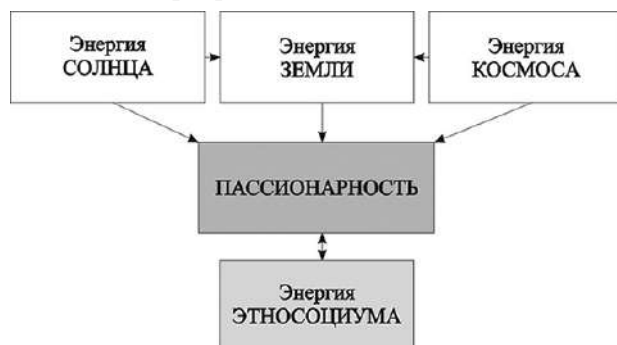 Энергия
СОЛНЦА
Энергия
ЗЕМЛИ
Энергия
КОСМОСА
ПАССИОНАРНОСТЬ
Энергия
ЭТНОСОЦИУМА